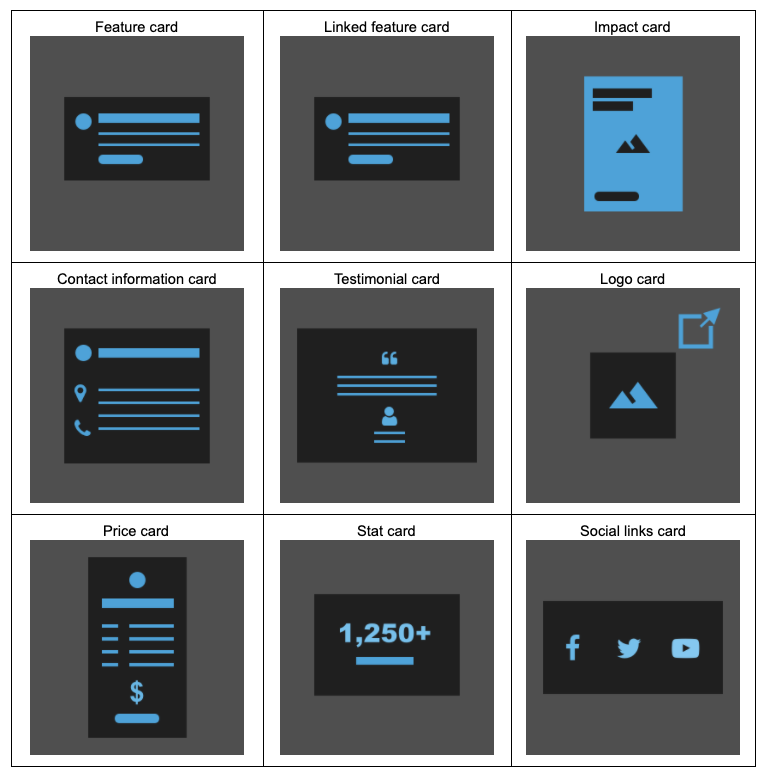 Feature card
Linked feature card
Impact card
Contact information card
Testimonial card
Logo card
“
Price card
Stat card
Social links card
1,250+
$